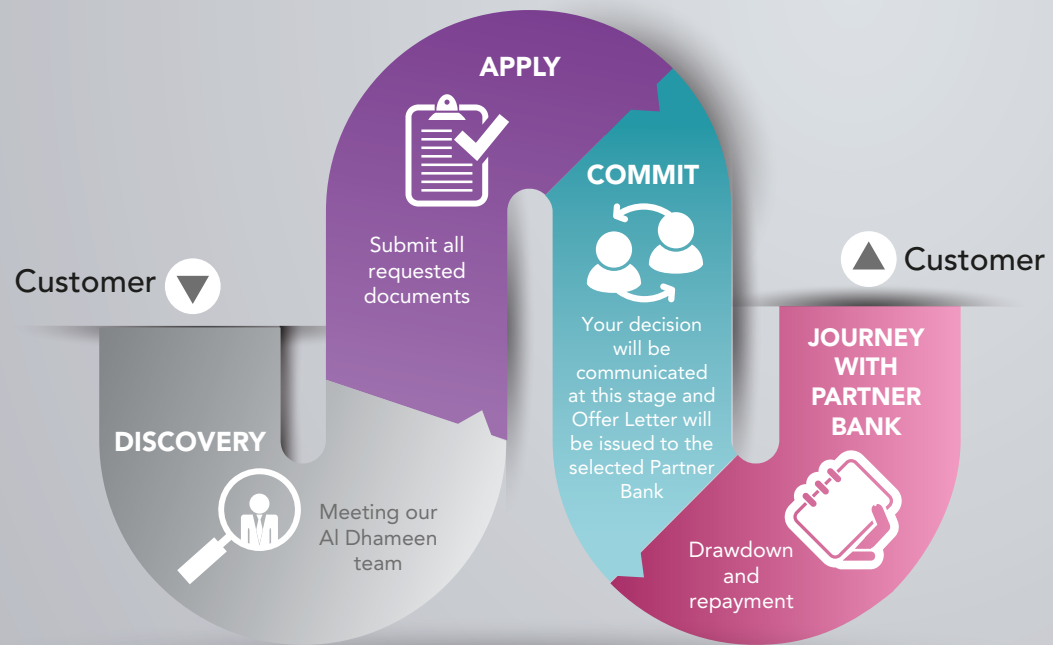 Customer
DISCOVERY
Meeting our
Al Dhameen
team
APPLY
Submit all
requested
documents
COMMIT
Your decision
will be
communicated
at this stage and
Offer Letter will
be issued to the
selected Partner
Bank
JOURNEY
WITH
PARTNER
BANK
Drawdown
and
repayment
Customer